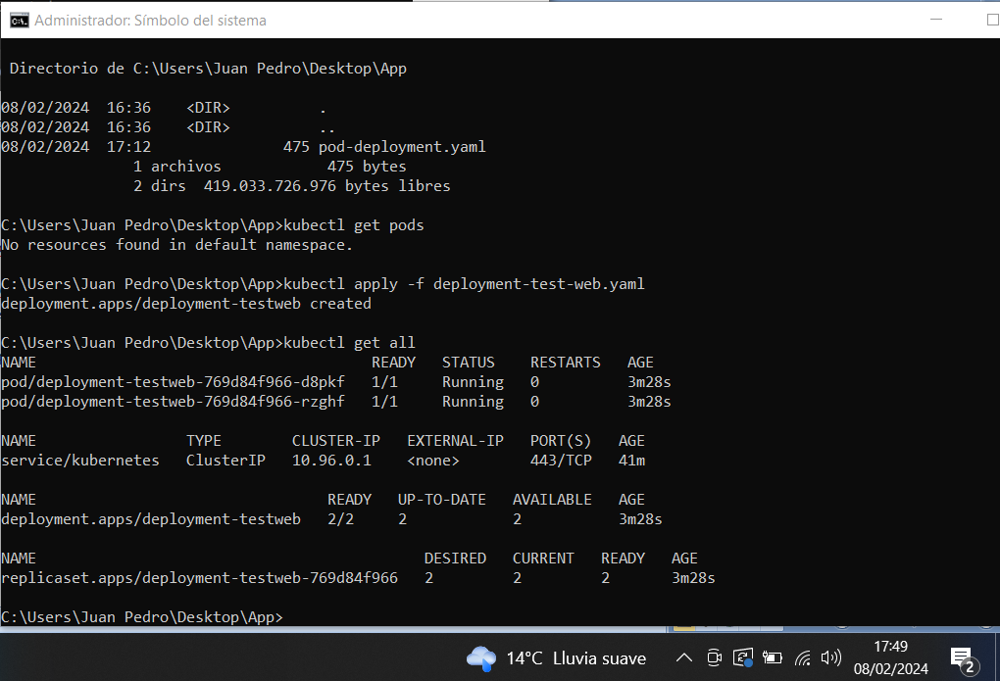 Administrador: Símbolo del sistema
Directorio de C:\Users\Juan Pedro\Desktop\App
08/02/2024  16:36    <DIR>          .
08/02/2024  16:36    <DIR>          ..
08/02/2024  17:12               475 pod-deployment.yaml
1 archivos            475 bytes
2 dirs  419.033.726.976 bytes libres
C:\Users\Juan Pedro\Desktop\App>kubectl get pods
No resources found in default namespace.
C:\Users\Juan Pedro\Desktop\App>kubectl apply -f deployment-test-web.yaml
deployment.apps/deployment-testweb created
C:\Users\Juan Pedro\Desktop\App>kubectl get all
NAME                                      READY   STATUS    RESTARTS   AGE
pod/deployment-testweb-769d84f966-d8pkf   1/1     Running   0          3m28s
pod/deployment-testweb-769d84f966-rzghf   1/1     Running   0          3m28s
NAME                 TYPE        CLUSTER-IP   EXTERNAL-IP   PORT(S)   AGE
service/kubernetes   ClusterIP   10.96.0.1    <none>        443/TCP   41m
NAME                                 READY   UP-TO-DATE   AVAILABLE   AGE
deployment.apps/deployment-testweb   2/2     2            2           3m28s
NAME                                            DESIRED   CURRENT   READY   AGE
replicaset.apps/deployment-testweb-769d84f966   2         2         2       3m28s
C:\Users\Juan Pedro\Desktop\App>
14°C  Lluvia suave
17:49
08/02/2024
2